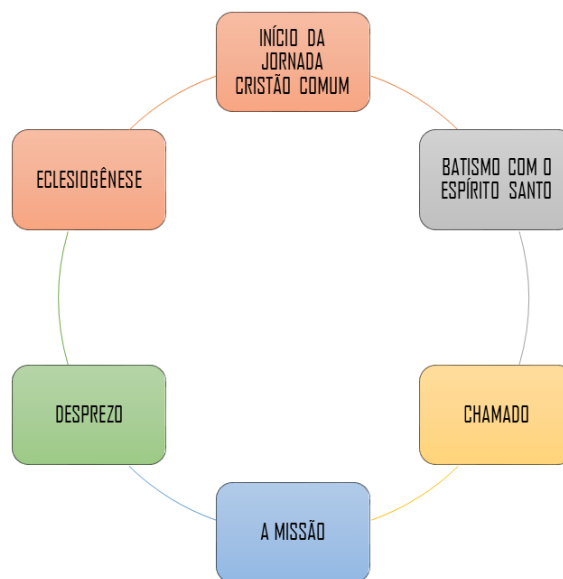 INÍCIO DA
JORNADA
CRISTÃO COMUM
BATISMO COM O
ESPÍRITO SANTO
CHAMADO
A MISSÃO
DESPREZO
ECLESIOGÊNESE